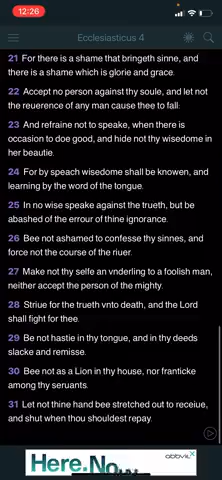 12:26
Ecclesiasticus 4
21 For there is a shame that bringeth sinne, and
there is a shame which is glorie and grace.
22 Accept no person against thy soule, and let not
the reuerence of any man cause thee to fall:
23 And refraine not to speake, when there is
occasion to doe good, and hide not thy wisedome in
her beautie.
24 For by speach wisedome shall be knowen, and
learning by the word of the tongue.
25 In no wise speake against the trueth, but be
abashed of the errour of thine ignorance.
26 Bee not ashamed to confesse thy sinnes, and
force not the course of the riuer.
27 Make not thy selfe an vnderling to a foolish man,
neither accept the person of the mighty.
28 Striue for the trueth vnto death, and the Lord
shall fight for thee.
29 Be not hastie in thy tongue, and in thy deeds
slacke and remisse.
30 Bee not as a Lion in thy house, nor franticke
among thy seruants.
31 Let not thine hand bee stretched out to receiue,
and shut when thou shouldest repay.
Here. Now.
abbvie